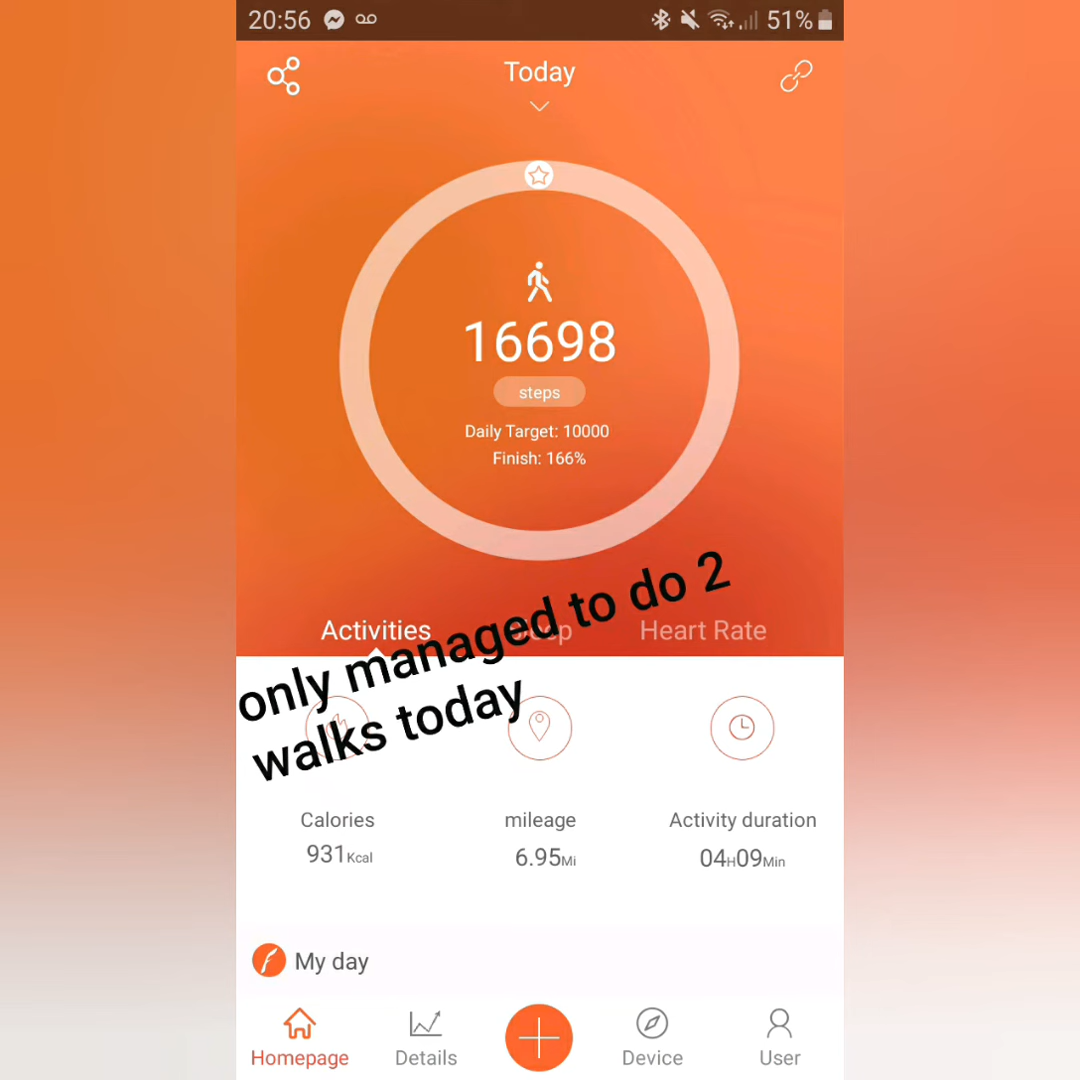 20:56 51%
Today
16698
steps
Daily Target: 10000
Finish: 166%
Activities Sleep Heart Rate
only managed to do 2
walks today
Calories mileage Activity duration
931Kcal 6.95Mi 04H09Min
My day
Homepage Details Device User